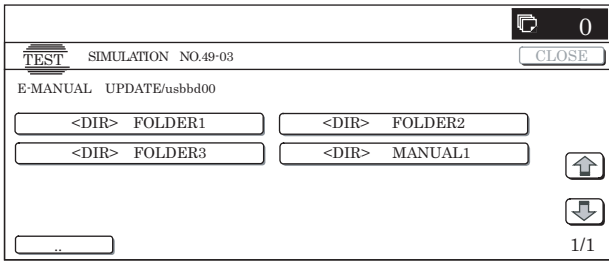 0
TEST SIMULATION NO.49-03 CLOSE
E-MANUAL UPDATE/usbbd00
<DIR> FOLDER1 <DIR> FOLDER2
<DIR> FOLDER3 <DIR> MANUAL1
.. 1/1